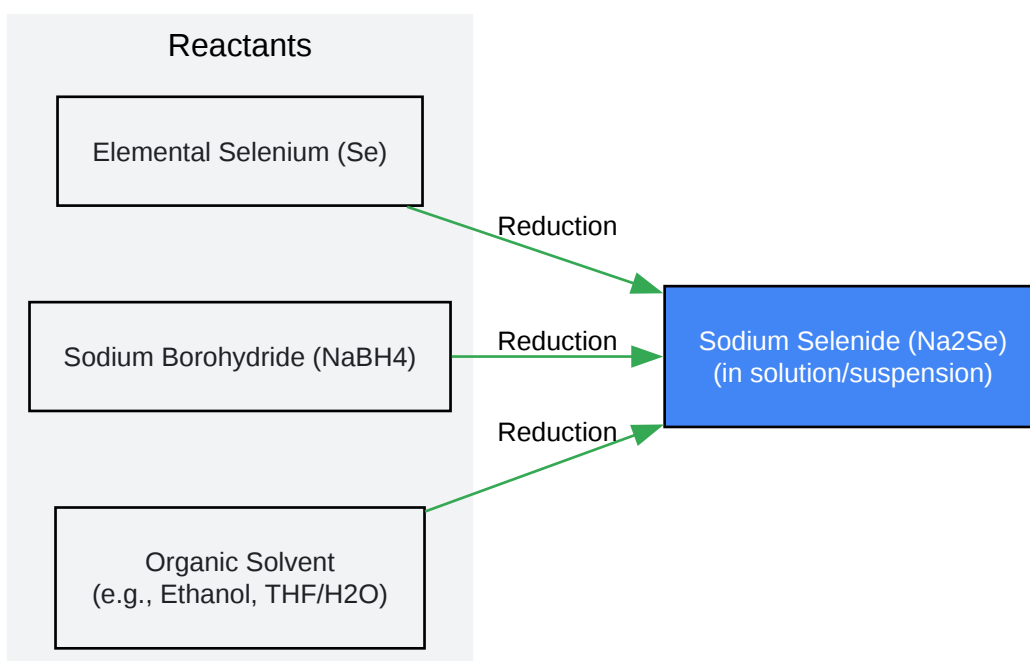 Reactants
Elemental Selenium (Se)
Reduction
Sodium Borohydride (NaBH4)
Reduction
Sodium Selenide (Na2Se)
(in solution/suspension)
Reduction
Organic Solvent
(e.g., Ethanol, THF/H2O)